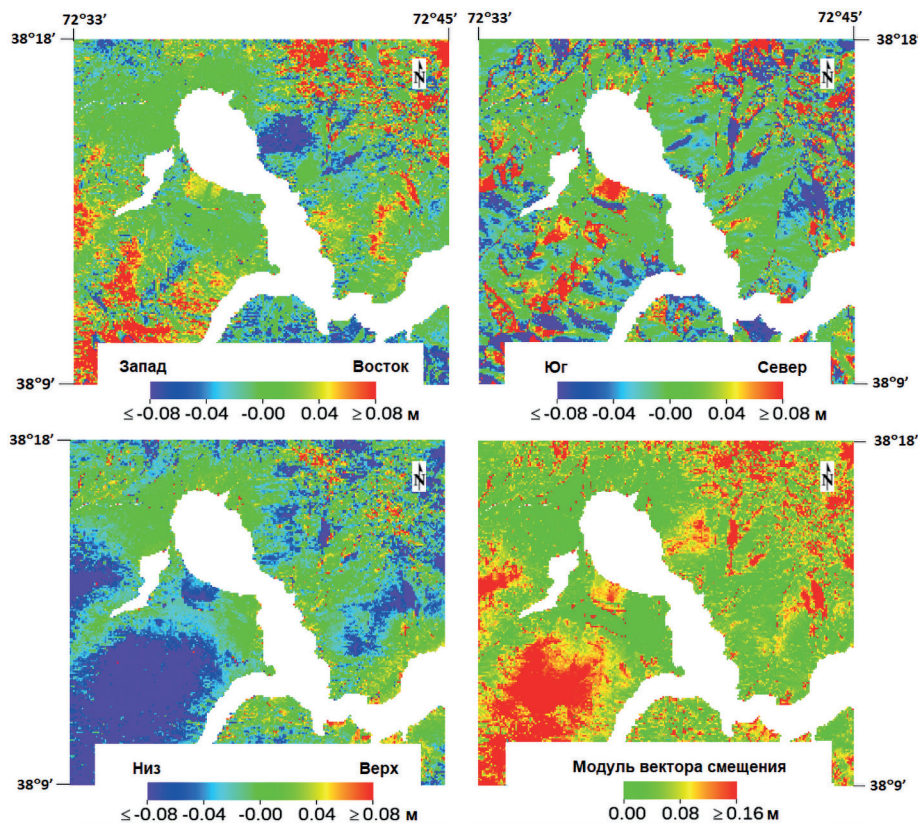 72°33′ 72°45′ 72°33′ 72°45′
38°18′ 38°18′
N N
Запад Восток Юг Север
38°9′ 38°9′
≤ -0.08 -0.04 -0.00 0.04 ≥ 0.08 м ≤ -0.08 -0.04 -0.00 0.04 ≥ 0.08 м
38°18′ 38°18′
N N
Низ Верх Модуль вектора смещения
38°9′ 38°9′
≤ -0.08 -0.04 -0.00 0.04 ≥ 0.08 м 0.00 0.08 ≥ 0.16 м